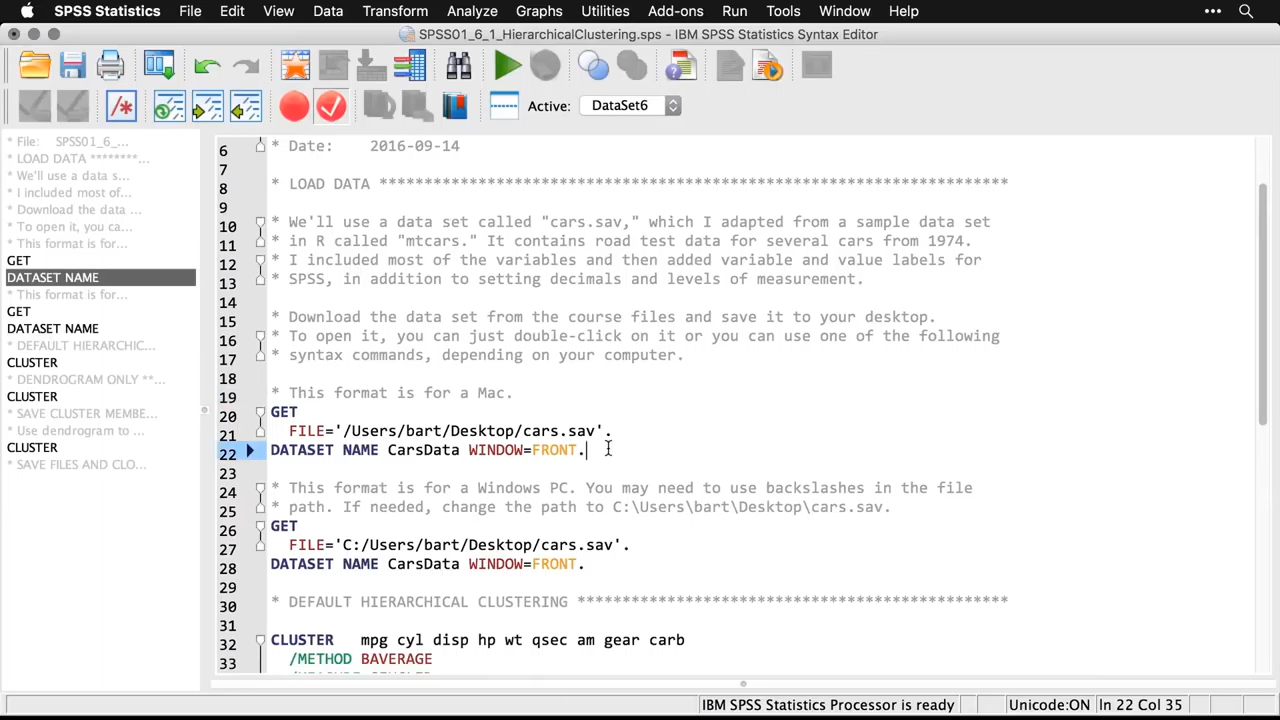 SPSS Statistics File Edit View Data Transform Analyze Graphs Utilities Add-ons Run Tools Window Help
SPSS01_6_1_HierarchicalClustering.sps - IBM SPSS Statistics Syntax Editor
Active: DataSet6
* File: SPSS01_6_...
* LOAD DATA ********...
* We'll use a data s...
* I included most of...
* Download the data ...
* To open it, you ca...
* This format is for...
GET
DATASET NAME
* This format is for...
GET
DATASET NAME
* DEFAULT HIERARCHIC...
CLUSTER
* DENDROGRAM ONLY **...
CLUSTER
* SAVE CLUSTER MEMBE...
* Use dendrogram to ...
CLUSTER
* SAVE FILES AND CLO...
6 * Date: 2016-09-14
7
8 * LOAD DATA **********************************************************************
9
10 * We'll use a data set called "cars.sav," which I adapted from a sample data set
11 * in R called "mtcars." It contains road test data for several cars from 1974.
12 * I included most of the variables and then added variable and value labels for
13 * SPSS, in addition to setting decimals and levels of measurement.
14
15 * Download the data set from the course files and save it to your desktop.
16 * To open it, you can just double-click on it or you can use one of the following
17 * syntax commands, depending on your computer.
18
19 * This format is for a Mac.
20 GET
21 FILE='/Users/bart/Desktop/cars.sav'.
22 DATASET NAME CarsData WINDOW=FRONT.
23
24 * This format is for a Windows PC. You may need to use backslashes in the file
25 * path. If needed, change the path to C:\Users\bart\Desktop\cars.sav.
26 GET
27 FILE='C:/Users/bart/Desktop/cars.sav'.
28 DATASET NAME CarsData WINDOW=FRONT.
29
30 * DEFAULT HIERARCHICAL CLUSTERING ************************************************
31
32 CLUSTER mpg cyl disp hp wt qsec am gear carb
33 /METHOD BAVERAGE
IBM SPSS Statistics Processor is ready Unicode:ON In 22 Col 35